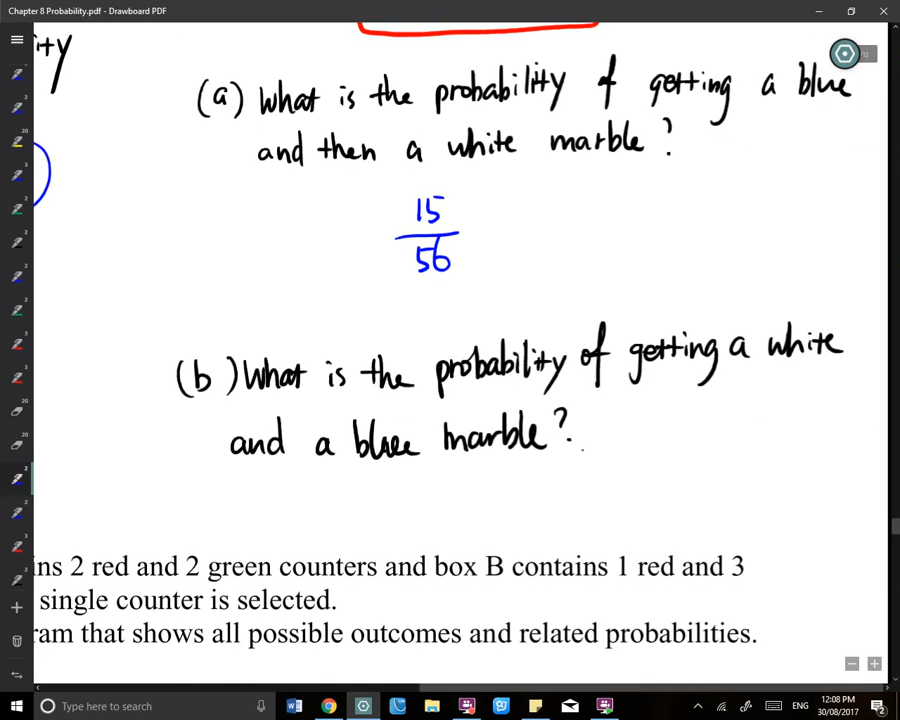 Chapter 8 Probability.pdf - Drawboard PDF
ity
(a) What is the probability of getting a blue
and then a white marble?
15
56
(b) What is the probability of getting a white
and a blue marble?
ins 2 red and 2 green counters and box B contains 1 red and 3
single counter is selected.
ram that shows all possible outcomes and related probabilities.
Type here to search
ENG
12:08 PM
30/08/2017